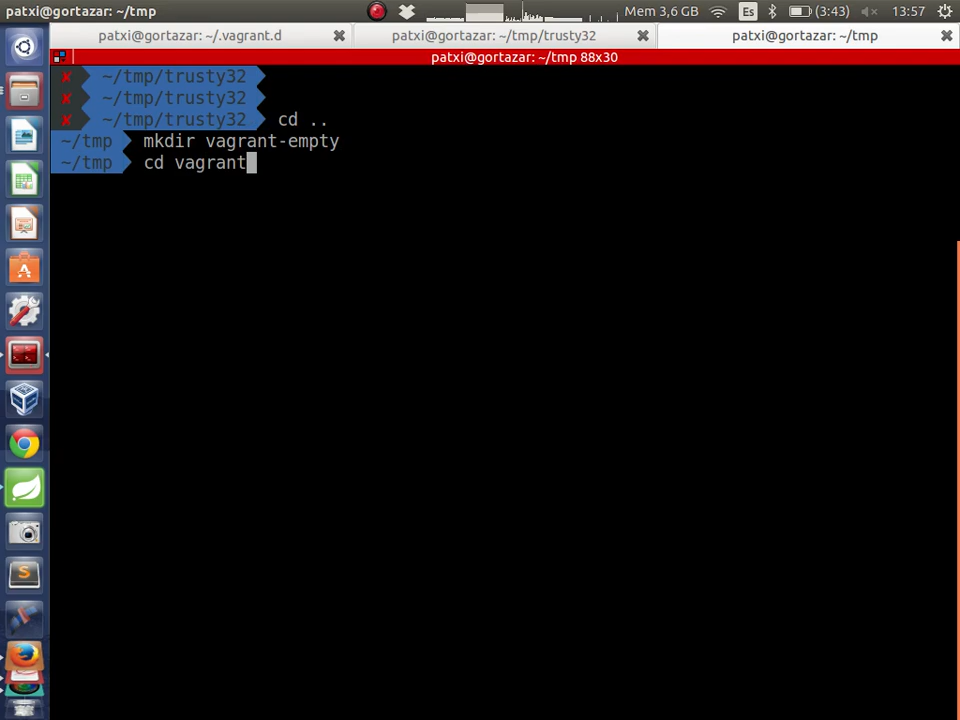 patxi@gortazar: ~/tmp
Mem 3,6 GB Es (3:43) 13:57
patxi@gortazar: ~/.vagrant.d
patxi@gortazar: ~/tmp/trusty32
patxi@gortazar: ~/tmp
patxi@gortazar: ~/tmp 88x30
✘ ~/tmp/trusty32
✘ ~/tmp/trusty32
✘ ~/tmp/trusty32 cd ..
~/tmp mkdir vagrant-empty
~/tmp cd vagrant